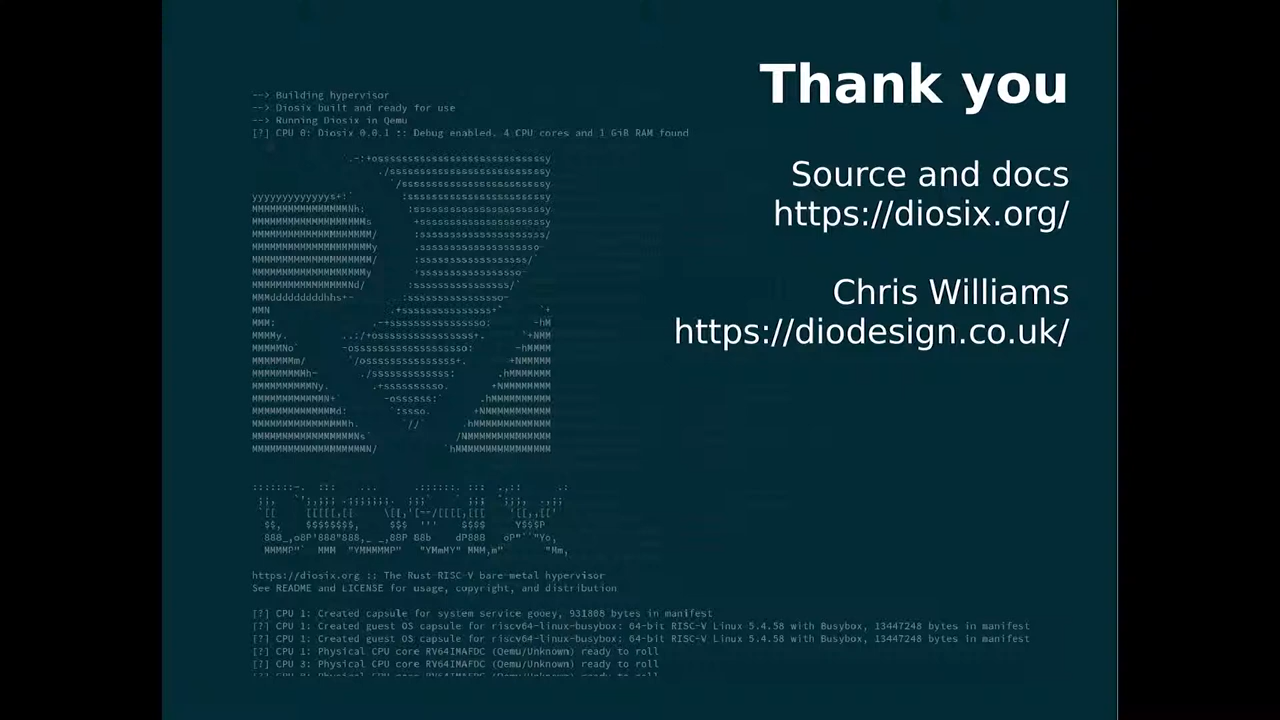 Thank you
Source and docs
https://diosix.org/
Chris Williams
https://diodesign.co.uk/
--> Building hypervisor
--> Diosix built and ready for use
--> Running Diosix in Qemu
[?] CPU 0: Diosix 0.0.1 :: Debug enabled. 4 CPU cores and 1 GiB RAM found
https://diosix.org :: The Rust RISC-V bare metal hypervisor
See README and LICENSE for usage, copyright, and distribution
[?] CPU 1: Created capsule for system service gooey, 931808 bytes in manifest
[?] CPU 1: Created guest OS capsule for riscv64-linux-busybox: 64-bit RISC-V Linux 5.4.58 with Busybox, 13447248 bytes in manifest
[?] CPU 1: Created guest OS capsule for riscv64-linux-busybox: 64-bit RISC-V Linux 5.4.58 with Busybox, 13447248 bytes in manifest
[?] CPU 1: Physical CPU core RV64IMAFDC (Qemu/Unknown) ready to roll
[?] CPU 3: Physical CPU core RV64IMAFDC (Qemu/Unknown) ready to roll